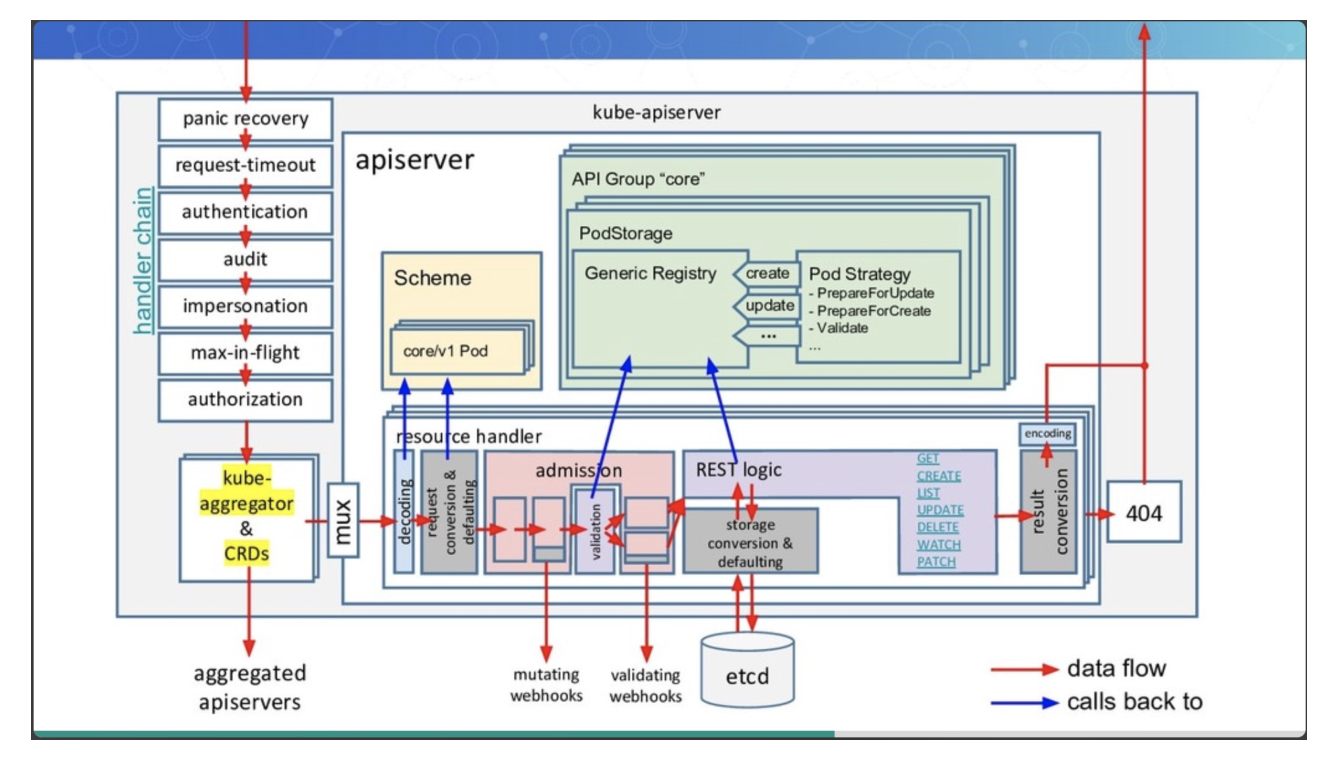 kube-apiserver
panic recovery
request-timeout
authentication
audit
impersonation
max-in-flight
authorization
handler chain
kube-
aggregator
&
CRDs
aggregated
apiservers
mux
apiserver
Scheme
core/v1 Pod
API Group “core”
PodStorage
Generic Registry
create
update
...
Pod Strategy
- PrepareForUpdate
- PrepareForCreate
- Validate
...
resource handler
decoding
request
conversion &
defaulting
admission
validation
mutating
webhooks
validating
webhooks
REST logic
storage
conversion &
defaulting
etcd
GET
CREATE
LIST
UPDATE
DELETE
WATCH
PATCH
encoding
result
conversion
404
data flow
calls back to